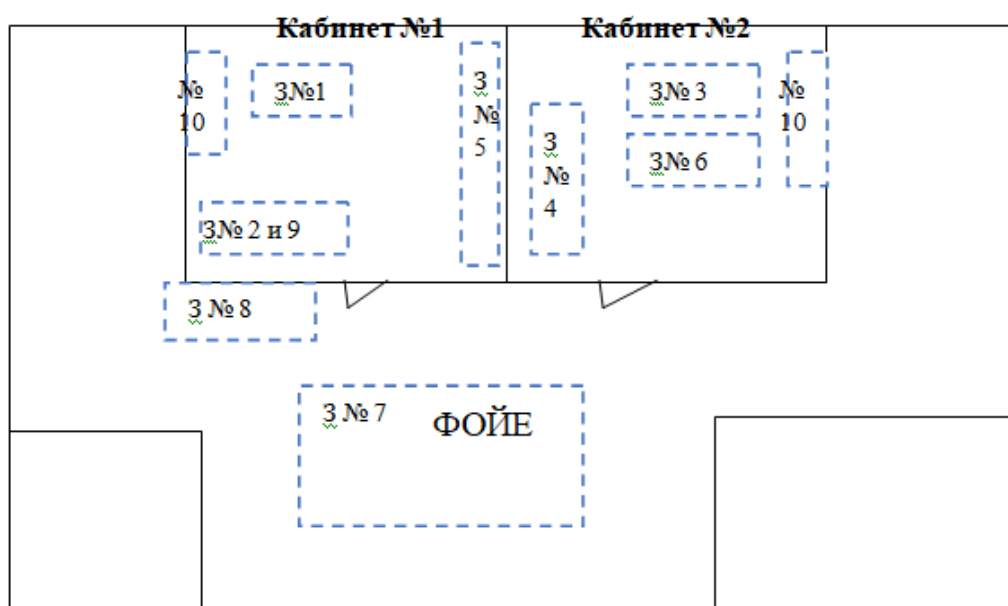 Кабинет №1
Кабинет №2
№
10
З№1
З
№
5
З
№
4
З№ 3
З№ 6
№
10
З№ 2 и 9
З № 8
З № 7
ФОЙЕ